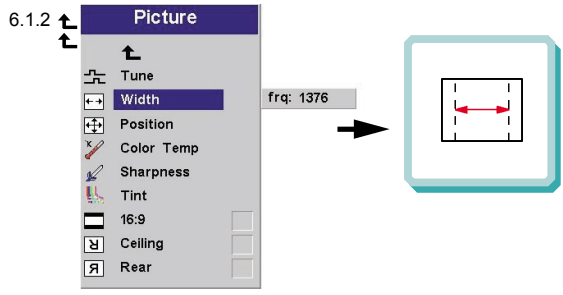 6.1.2
Picture
Tune
Width
frq: 1376
Position
Color Temp
Sharpness
Tint
16:9
Ceiling
Rear